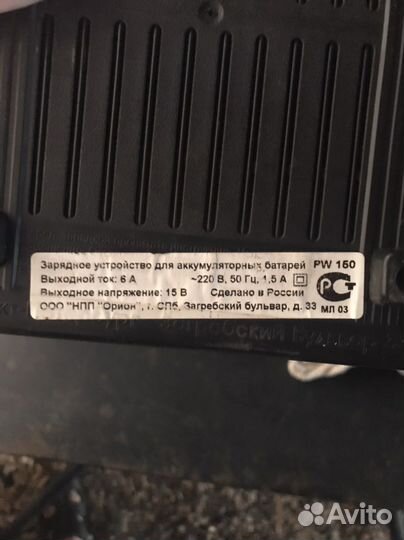 Зарядное устройство для аккумуляторных батарей PW 150
Выходной ток: 6 А ~220 В, 50 Гц, 1,5 А
Выходное напряжение: 15 В Сделано в России
ООО "НПП "Орион", г. СПб, Загребский бульвар, д. 33 МЛ 03
РСТ
Avito